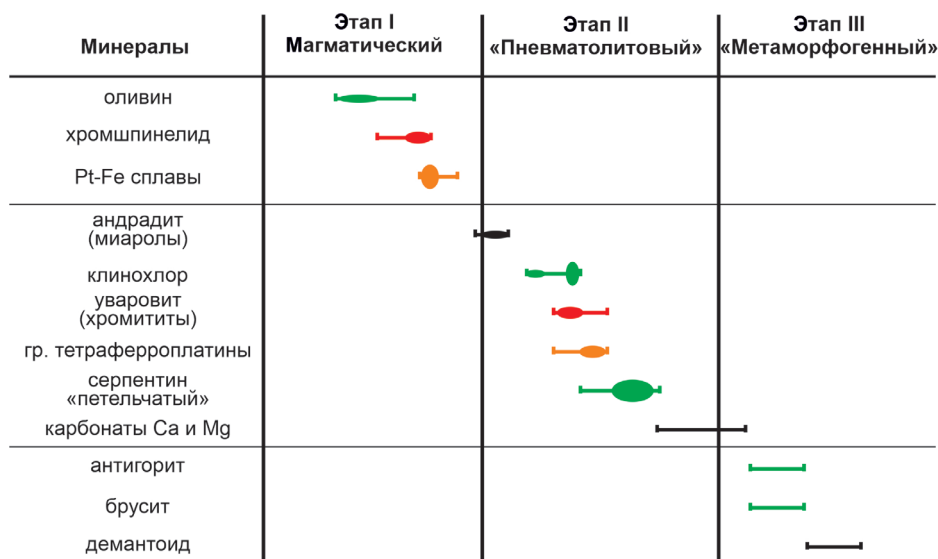 Минералы
Этап I
Магматический
Этап II
«Пневматолитовый»
Этап III
«Метаморфогенный»
оливин
хромшпинелид
Pt-Fe сплавы
андрадит
(миаролы)
клинохлор
уваровит
(хромититы)
гр. тетраферроплатины
серпентин
«петельчатый»
карбонаты Ca и Mg
антигорит
брусит
демантоид